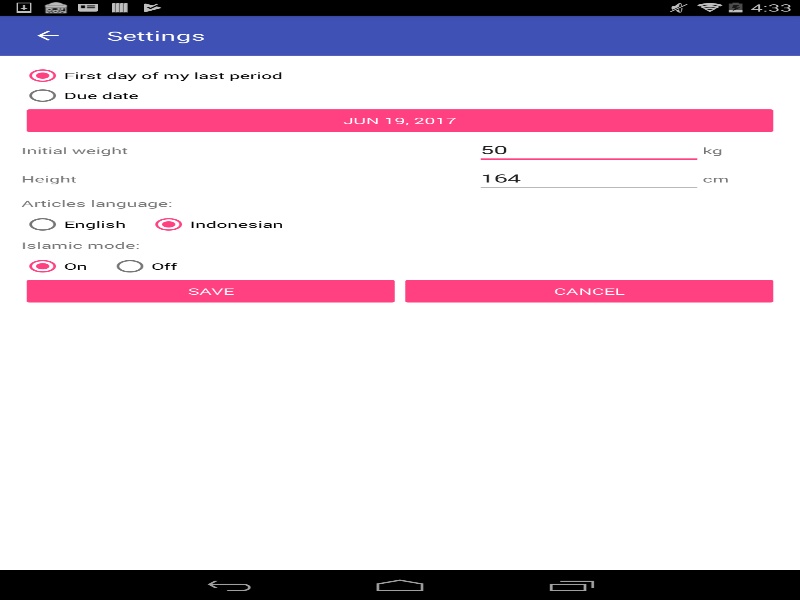 4:33
Settings
First day of my last period
Due date
JUN 19, 2017
Initial weight 50 kg
Height 164 cm
Articles language:
English Indonesian
Islamic mode:
On Off
SAVE CANCEL